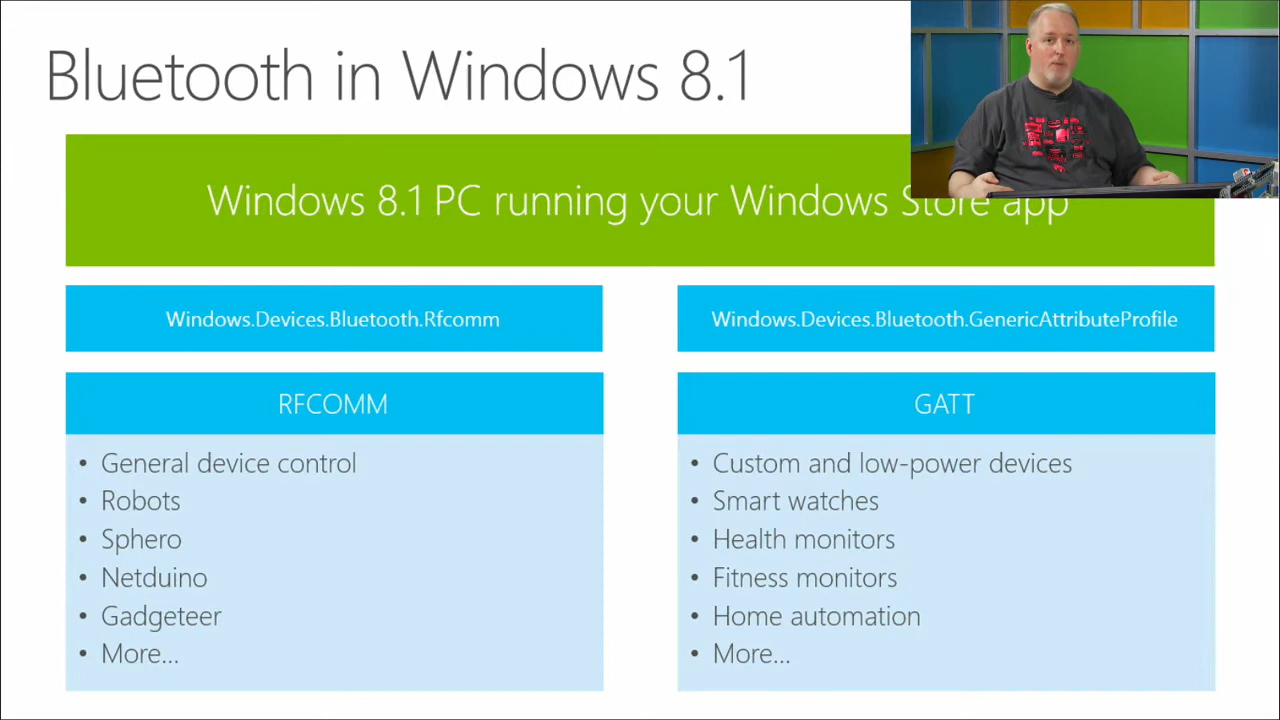 Bluetooth in Windows 8.1
Windows 8.1 PC running your Windows Store app
Windows.Devices.Bluetooth.Rfcomm
Windows.Devices.Bluetooth.GenericAttributeProfile
RFCOMM
• General device control
• Robots
• Sphero
• Netduino
• Gadgeteer
• More...
GATT
• Custom and low-power devices
• Smart watches
• Health monitors
• Fitness monitors
• Home automation
• More...